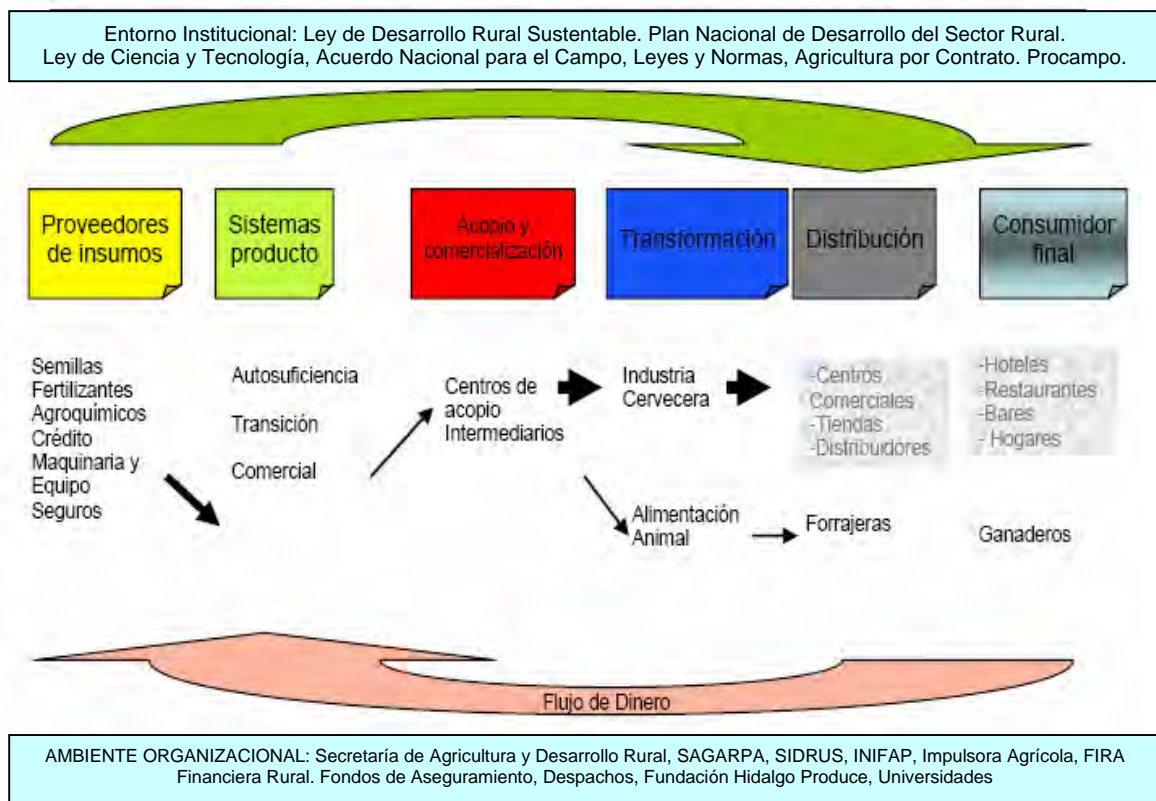 Entorno Institucional: Ley de Desarrollo Rural Sustentable. Plan Nacional de Desarrollo del Sector Rural.
Ley de Ciencia y Tecnología, Acuerdo Nacional para el Campo, Leyes y Normas, Agricultura por Contrato. Procampo.
Proveedores
de insumos
Sistemas
producto
Acopio y
comercialización
Transformación
Distribución
Consumidor
final
Semillas
Fertilizantes
Agroquímicos
Crédito
Maquinaria y
Equipo
Seguros
Autosuficiencia
Transición
Comercial
Centros de
acopio
Intermediarios
Industria
Cervecera
Alimentación
Animal
-Centros
Comerciales
-Tiendas
-Distribuidores
Forrajeras
-Hoteles
-Restaurantes
-Bares
- Hogares
Ganaderos
Flujo de Dinero
AMBIENTE ORGANIZACIONAL: Secretaría de Agricultura y Desarrollo Rural, SAGARPA, SIDRUS, INIFAP, Impulsora Agrícola, FIRA
Financiera Rural. Fondos de Aseguramiento, Despachos, Fundación Hidalgo Produce, Universidades